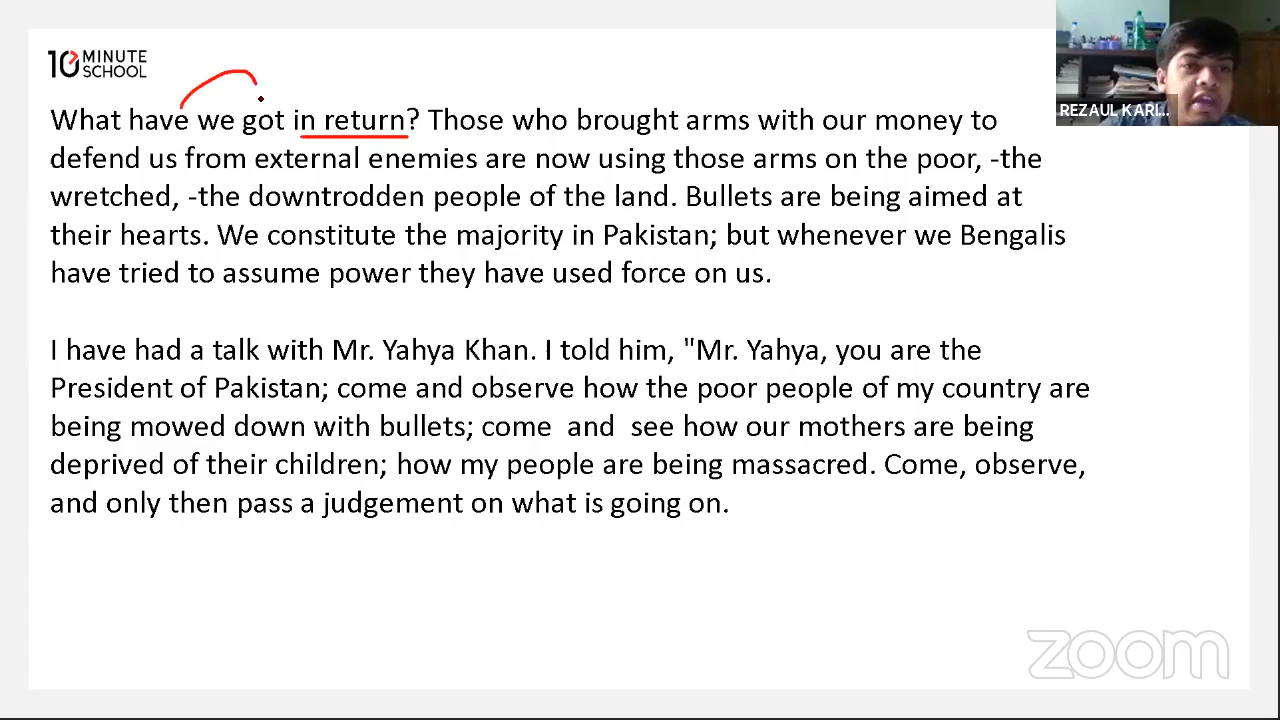 10 MINUTE
SCHOOL
REZAUL KARI...
What have we got in return? Those who brought arms with our money to
defend us from external enemies are now using those arms on the poor, -the
wretched, -the downtrodden people of the land. Bullets are being aimed at
their hearts. We constitute the majority in Pakistan; but whenever we Bengalis
have tried to assume power they have used force on us.
I have had a talk with Mr. Yahya Khan. I told him, "Mr. Yahya, you are the
President of Pakistan; come and observe how the poor people of my country are
being mowed down with bullets; come and see how our mothers are being
deprived of their children; how my people are being massacred. Come, observe,
and only then pass a judgement on what is going on.
zoom